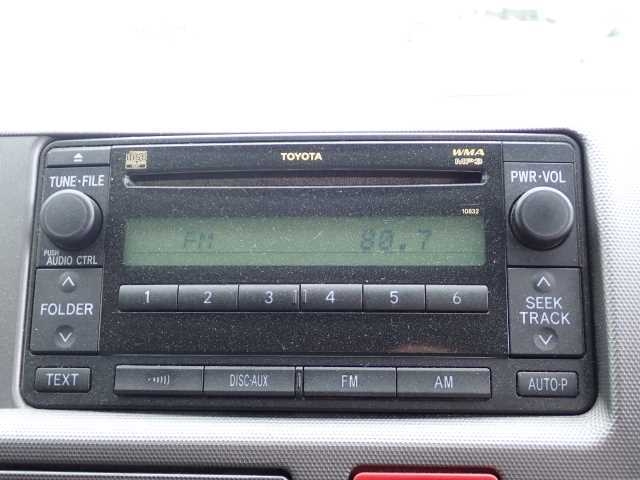 TOYOTA
WMA
MP3
TUNE·FILE
PWR·VOL
10832
PUSH
AUDIO CTRL
FM 80.7
FOLDER
1 2 3 4 5 6
SEEK
TRACK
TEXT
DISC·AUX
FM
AM
AUTO·P